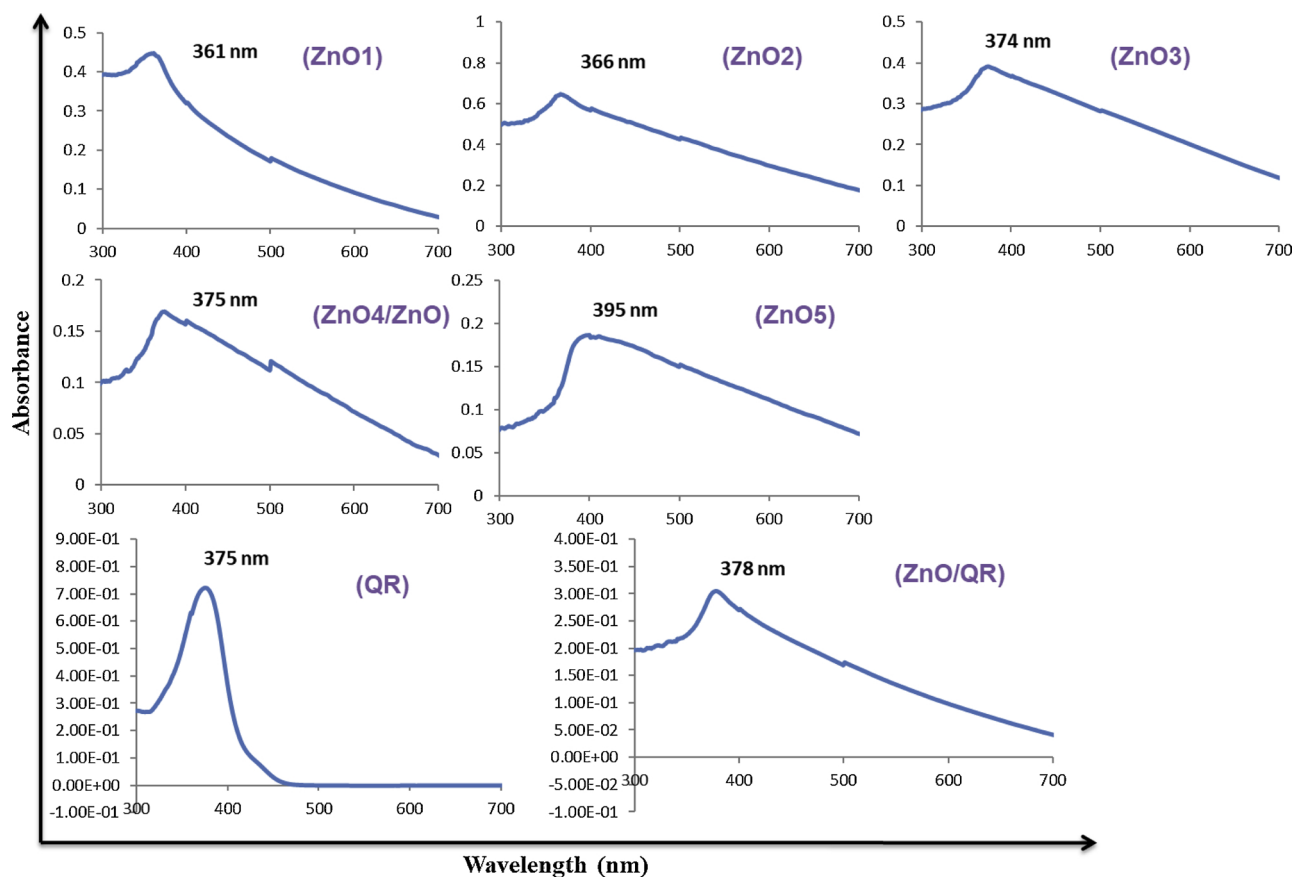 Absorbance
361 nm
(ZnO1)
0.5
0.4
0.3
0.2
0.1
0
300 400 500 600 700
366 nm
(ZnO2)
1
0.8
0.6
0.4
0.2
0
300 400 500 600 700
374 nm
(ZnO3)
0.5
0.4
0.3
0.2
0.1
0
300 400 500 600 700
375 nm
(ZnO4/ZnO)
0.2
0.15
0.1
0.05
0
300 400 500 600 700
395 nm
(ZnO5)
0.25
0.2
0.15
0.1
0.05
0
300 400 500 600 700
375 nm
(QR)
9.00E-01
8.00E-01
7.00E-01
6.00E-01
5.00E-01
4.00E-01
3.00E-01
2.00E-01
1.00E-01
0.00E+00
-1.00E-01
300 400 500 600 700
378 nm
(ZnO/QR)
4.00E-01
3.50E-01
3.00E-01
2.50E-01
2.00E-01
1.50E-01
1.00E-01
5.00E-02
0.00E+00
-5.00E-02
-1.00E-01
300 400 500 600 700
Wavelength (nm)